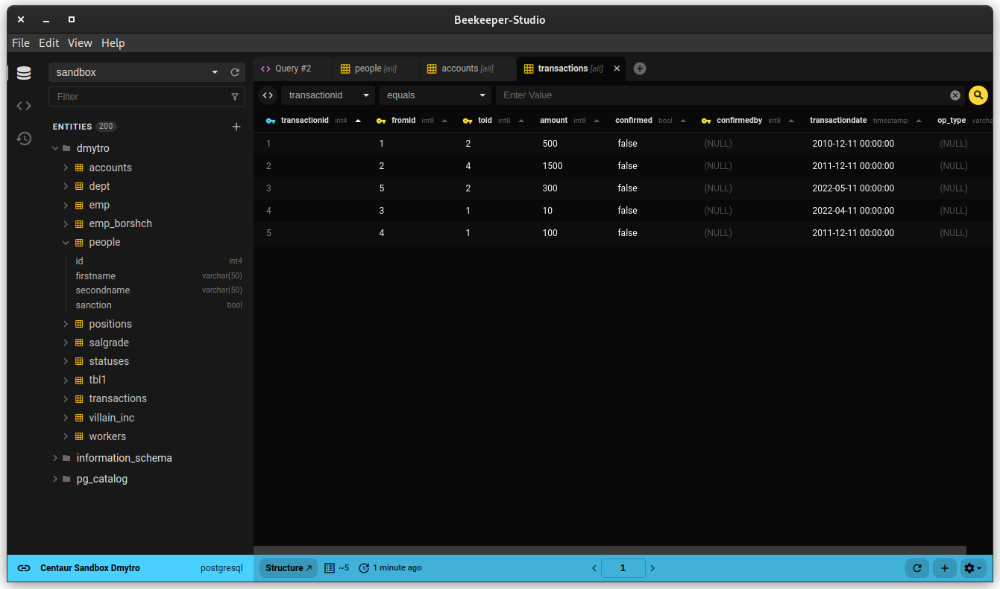 Beekeeper-Studio
File Edit View Help
sandbox
Filter
ENTITIES 200
dmytro
accounts
dept
emp
emp_borshch
people
id int4
firstname varchar(50)
secondname varchar(50)
sanction bool
positions
salgrade
statuses
tbl1
transactions
villain_inc
workers
information_schema
pg_catalog
Query #2 people [all] accounts [all] transactions [all]
transactionid equals Enter Value
transactionid int4 fromid int8 toid int8 amount int8 confirmed bool confirmedby int8 transactiondate timestamp op_type varcha
1 1 2 500 false (NULL) 2010-12-11 00:00:00 (NULL)
2 2 4 1500 false (NULL) 2011-12-11 00:00:00 (NULL)
3 5 2 300 false (NULL) 2022-05-11 00:00:00 (NULL)
4 3 1 10 false (NULL) 2022-04-11 00:00:00 (NULL)
5 4 1 100 false (NULL) 2011-12-11 00:00:00 (NULL)
Centaur Sandbox Dmytro postgresql Structure ~5 1 minute ago 1